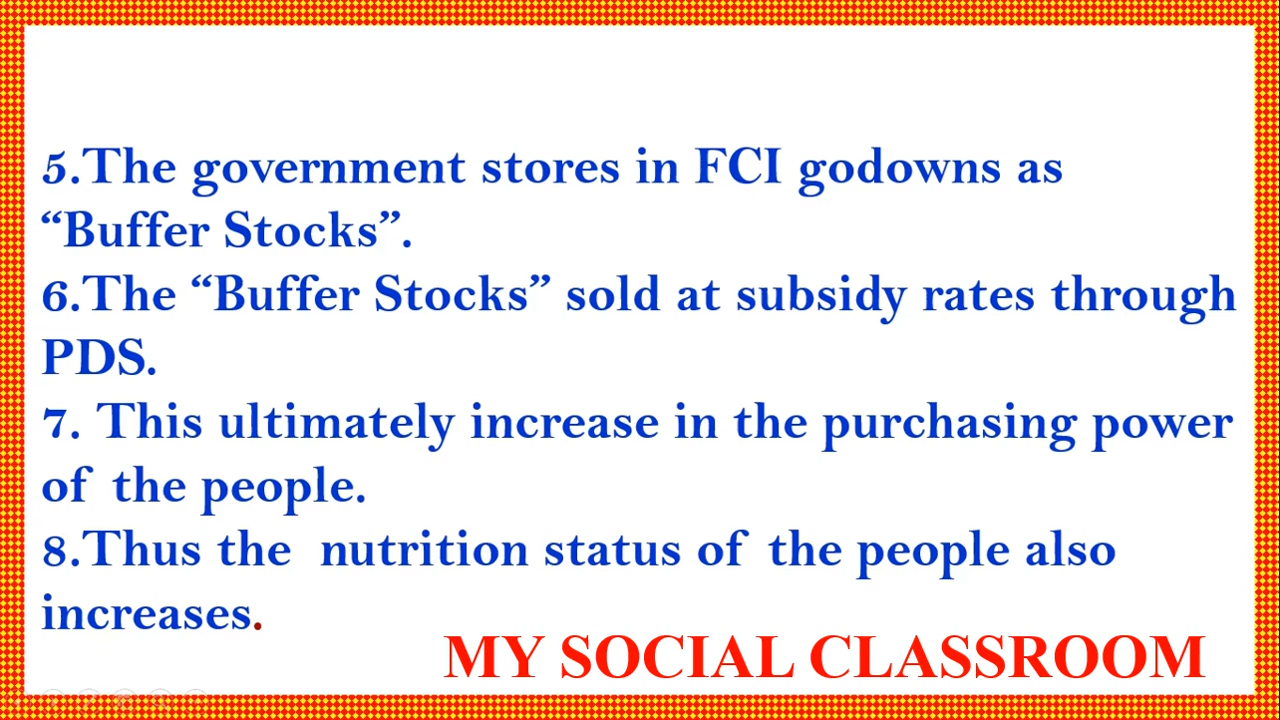 5.The government stores in FCI godowns as
“Buffer Stocks”.
6.The “Buffer Stocks” sold at subsidy rates through
PDS.
7. This ultimately increase in the purchasing power
of the people.
8.Thus the nutrition status of the people also
increases.
MY SOCIAL CLASSROOM